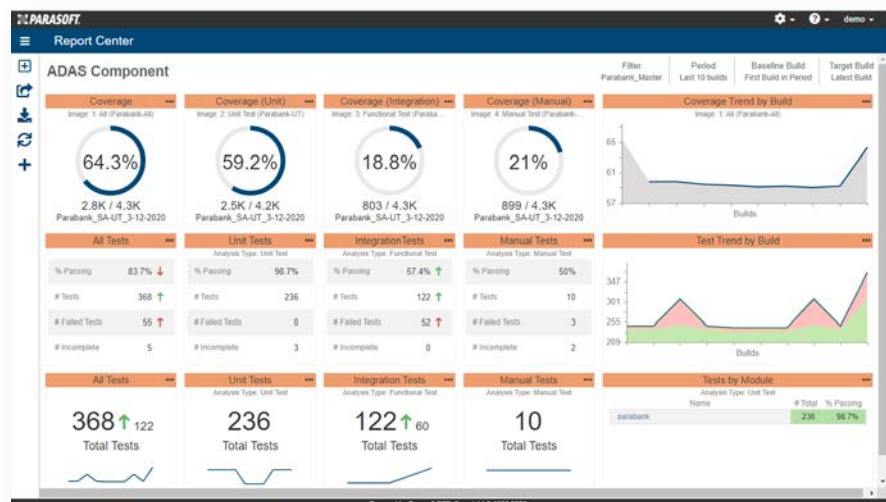 PARASOFT.
demo
Report Center
ADAS Component
Filter
Parabank_Master
Period
Last 10 builds
Baseline Build
First Build in Period
Target Build
Latest Build
Coverage
Image: 1: All (Parabank-All)
64.3%
2.8K / 4.3K
Parabank_SA-UT_3-12-2020
Coverage (Unit)
Image: 2: Unit Test (Parabank-UT)
59.2%
2.5K / 4.2K
Parabank_SA-UT_3-12-2020
Coverage (Integration)
Image: 3: Functional Test (Paraba...
18.8%
803 / 4.3K
Parabank_SA-UT_3-12-2020
Coverage (Manual)
Image: 4: Manual Test (Parabank-...
21%
899 / 4.3K
Parabank_SA-UT_3-12-2020
Coverage Trend by Build
Image: 1: All (Parabank-All)
65
61
57
Builds
All Tests
% Passing 83.7%
# Tests 368
# Failed Tests 55
# Incomplete 5
Unit Tests
Analysis Type: Unit Test
% Passing 98.7%
# Tests 236
# Failed Tests 0
# Incomplete 3
IntegrationTests
Analysis Type: Functional Test
% Passing 57.4%
# Tests 122
# Failed Tests 52
# Incomplete 0
Manual Tests
Analysis Type: Manual Test
% Passing 50%
# Tests 10
# Failed Tests 3
# Incomplete 2
Test Trend by Build
347
301
255
209
Builds
All Tests
368 122
Total Tests
Unit Tests
Analysis Type: Unit Test
236
Total Tests
Integration Tests
Analysis Type: Functional Test
122 60
Total Tests
Manual Tests
Analysis Type: Manual Test
10
Total Tests
Tests by Module
Analysis Type: Unit Test
Name # Total % Passing
parabank 236 98.7%